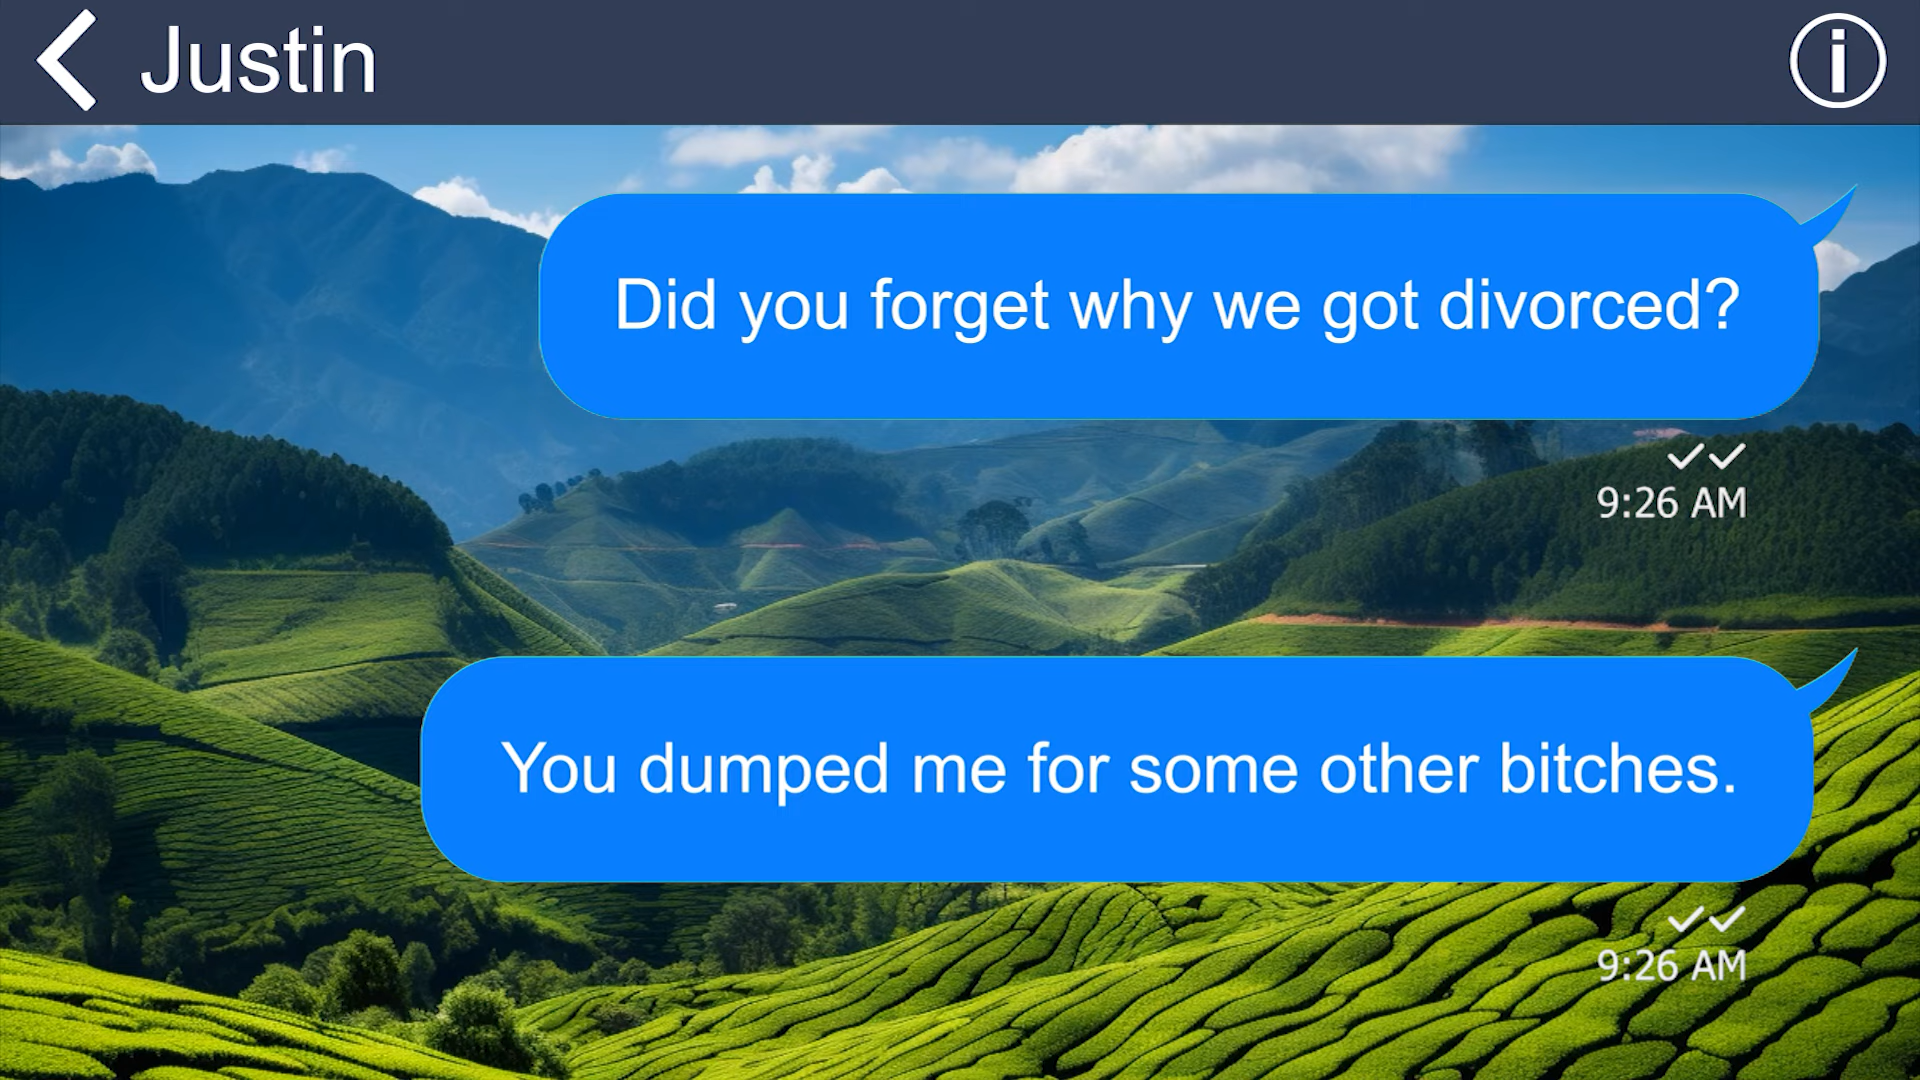 Justin
Did you forget why we got divorced?
9:26 AM
You dumped me for some other bitches.
9:26 AM